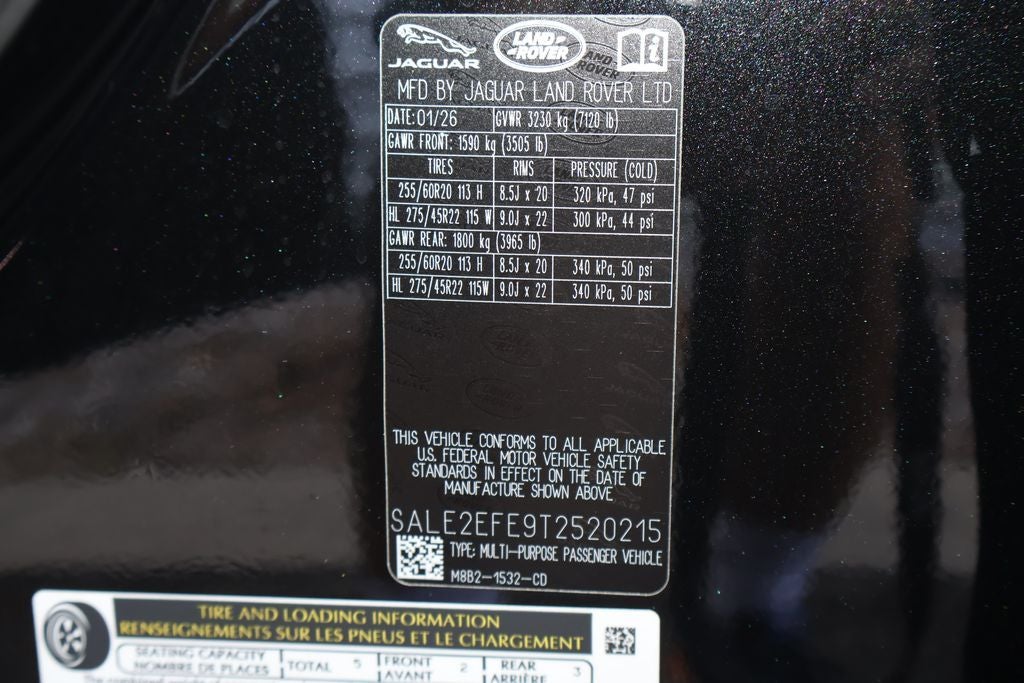 JAGUAR
LAND ROVER
MFD BY JAGUAR LAND ROVER LTD
DATE: 01/26 GVWR 3230 kg (7120 lb)
GAWR FRONT: 1590 kg (3505 lb)
TIRES RIMS PRESSURE (COLD)
255/60R20 113 H 8.5J x 20 320 kPa, 47 psi
HL 275/45R22 115 W 9.0J x 22 300 kPa, 44 psi
GAWR REAR: 1800 kg (3965 lb)
255/60R20 113 H 8.5J x 20 340 kPa, 50 psi
HL 275/45R22 115W 9.0J x 22 340 kPa, 50 psi
THIS VEHICLE CONFORMS TO ALL APPLICABLE
U.S. FEDERAL MOTOR VEHICLE SAFETY
STANDARDS IN EFFECT ON THE DATE OF
MANUFACTURE SHOWN ABOVE
SALE2EFE9T2520215
TYPE: MULTI-PURPOSE PASSENGER VEHICLE
M8B2-1532-CD
TIRE AND LOADING INFORMATION
RENSEIGNEMENTS SUR LES PNEUS ET LE CHARGEMENT
SEATING CAPACITY
NOMBRE DE PLACES
TOTAL 5
FRONT
AVANT
2
REAR
ARRIÈRE
3